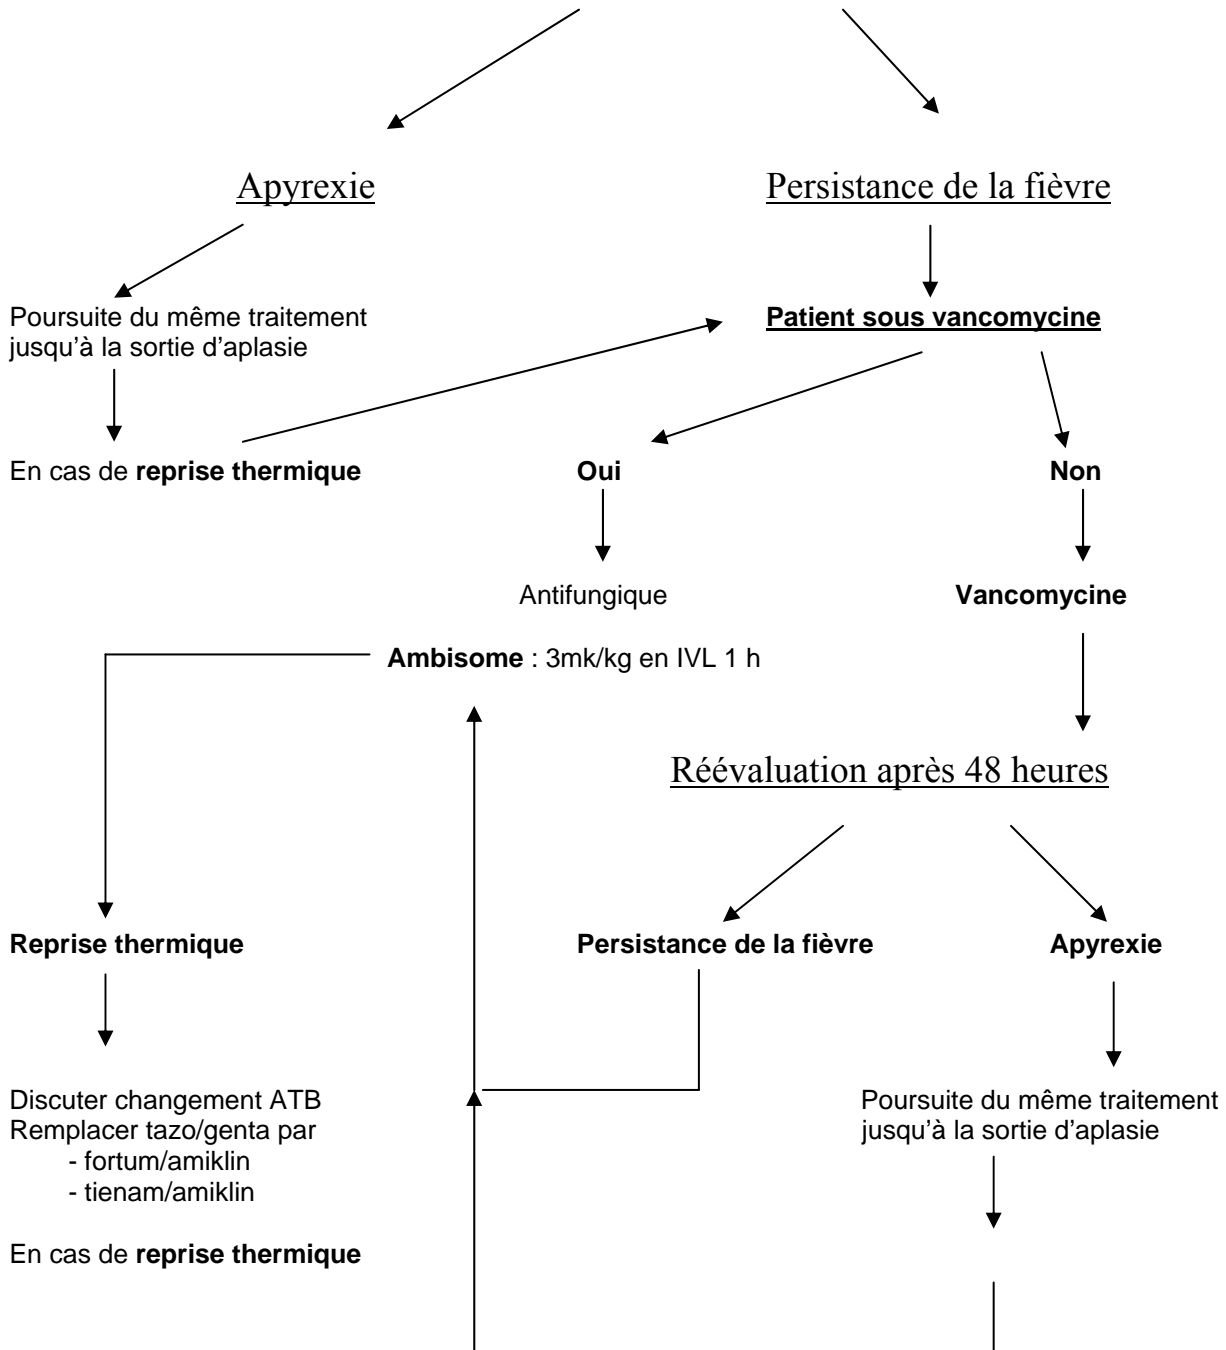 Apyrexie
Persistance de la fièvre
Poursuite du même traitement
jusqu'à la sortie d'aplasie
Patient sous vancomycine
En cas de reprise thermique
Oui
Non
Antifungique
Vancomycine
Ambisome : 3mk/kg en IVL 1 h
Réévaluation après 48 heures
Reprise thermique
Persistance de la fièvre
Apyrexie
Discuter changement ATB
Remplacer tazo/genta par
- fortum/amiklin
- tienam/amiklin
Poursuite du même traitement
jusqu'à la sortie d'aplasie
En cas de reprise thermique